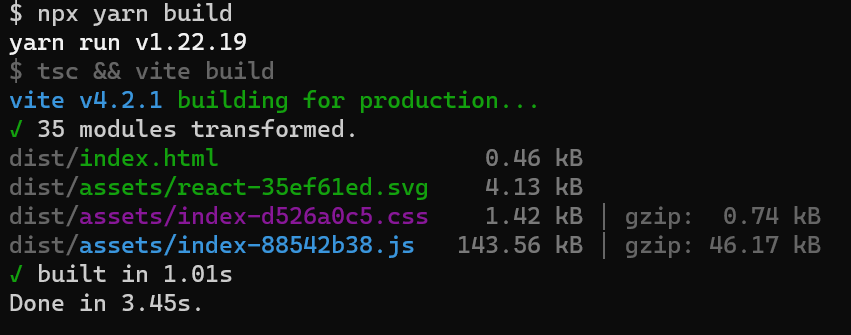 $ npx yarn build
yarn run v1.22.19
$ tsc && vite build
vite v4.2.1 building for production...
✓ 35 modules transformed.
dist/index.html                   0.46 kB
dist/assets/react-35ef61ed.svg    4.13 kB
dist/assets/index-d526a0c5.css    1.42 kB │ gzip:  0.74 kB
dist/assets/index-88542b38.js   143.56 kB │ gzip: 46.17 kB
✓ built in 1.01s
Done in 3.45s.